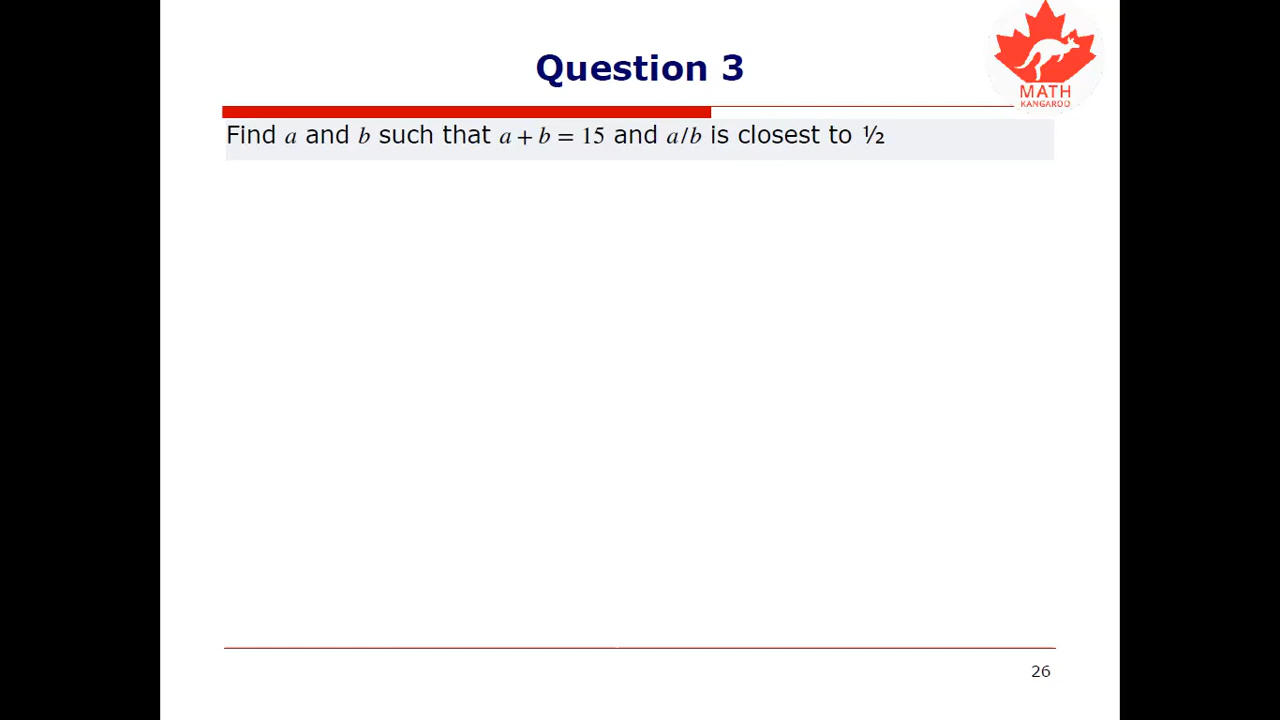 Question 3
MATH
KANGAROO
Find a and b such that a + b = 15 and a/b is closest to ½
26